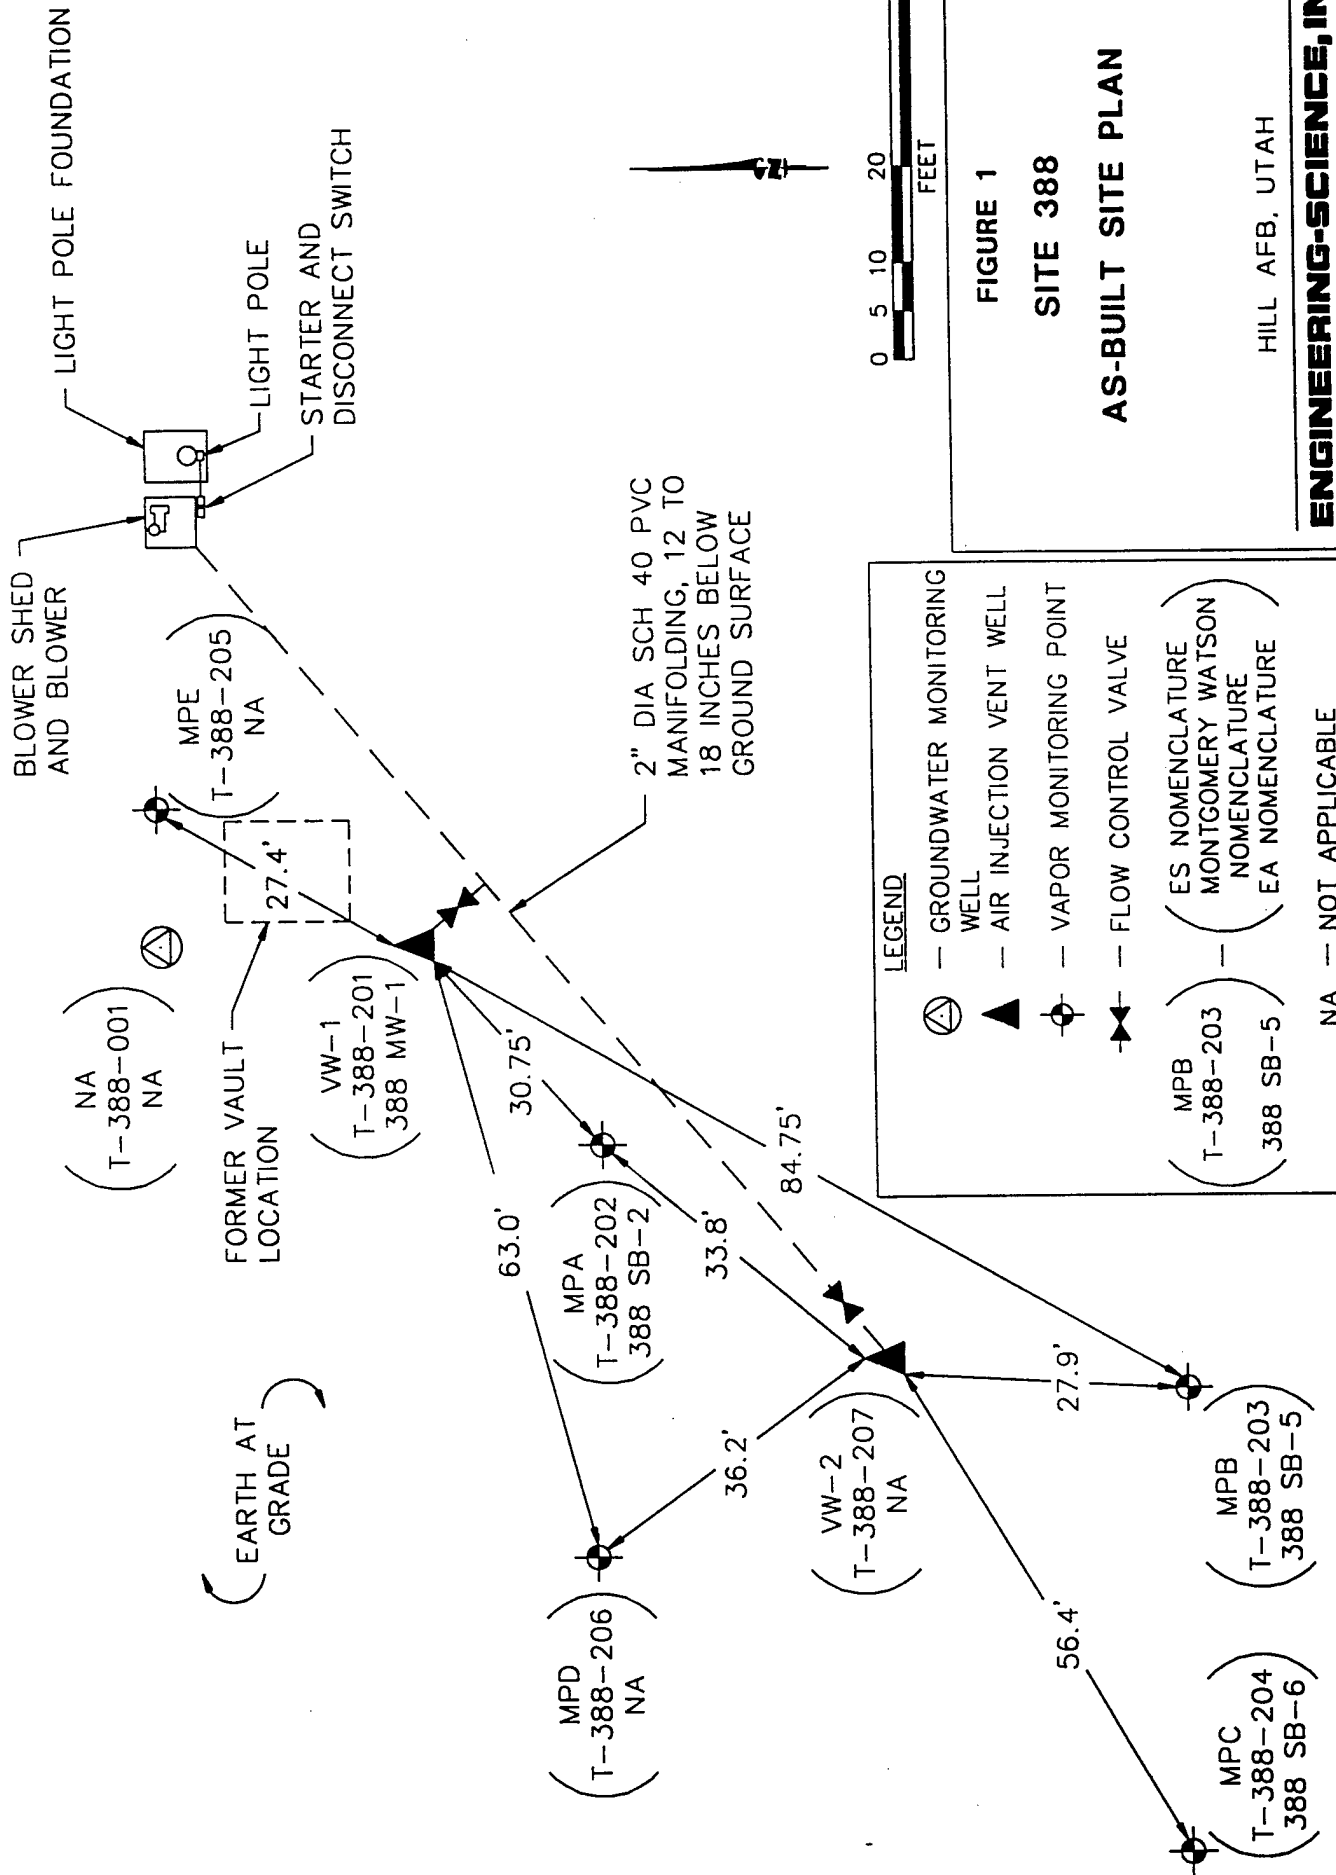 LIGHT POLE FOUNDATION
LIGHT POLE
STARTER AND
DISCONNECT SWITCH
BLOWER SHED
AND BLOWER
MPE
T-388-205
NA
27.4'
NA
T-388-001
NA
FORMER VAULT
LOCATION
VW-1
T-388-201
388 MW-1
2" DIA SCH 40 PVC
MANIFOLDING, 12 TO
18 INCHES BELOW
GROUND SURFACE
EARTH AT
GRADE
63.0'
30.75'
MPA
T-388-202
388 SB-2
33.8'
84.75'
MPD
T-388-206
NA
36.2'
VW-2
T-388-207
NA
27.9'
56.4'
MPB
T-388-203
388 SB-5
MPC
T-388-204
388 SB-6
LEGEND
— GROUNDWATER MONITORING
WELL
— AIR INJECTION VENT WELL
— VAPOR MONITORING POINT
— FLOW CONTROL VALVE
MPB
T-388-203
388 SB-5
— ES NOMENCLATURE
MONTGOMERY WATSON
NOMENCLATURE
EA NOMENCLATURE
NA — NOT APPLICABLE
N
0 5 10 20
FEET
FIGURE 1
SITE 388
AS-BUILT SITE PLAN
HILL AFB, UTAH
ENGINEERING-SCIENCE, IN